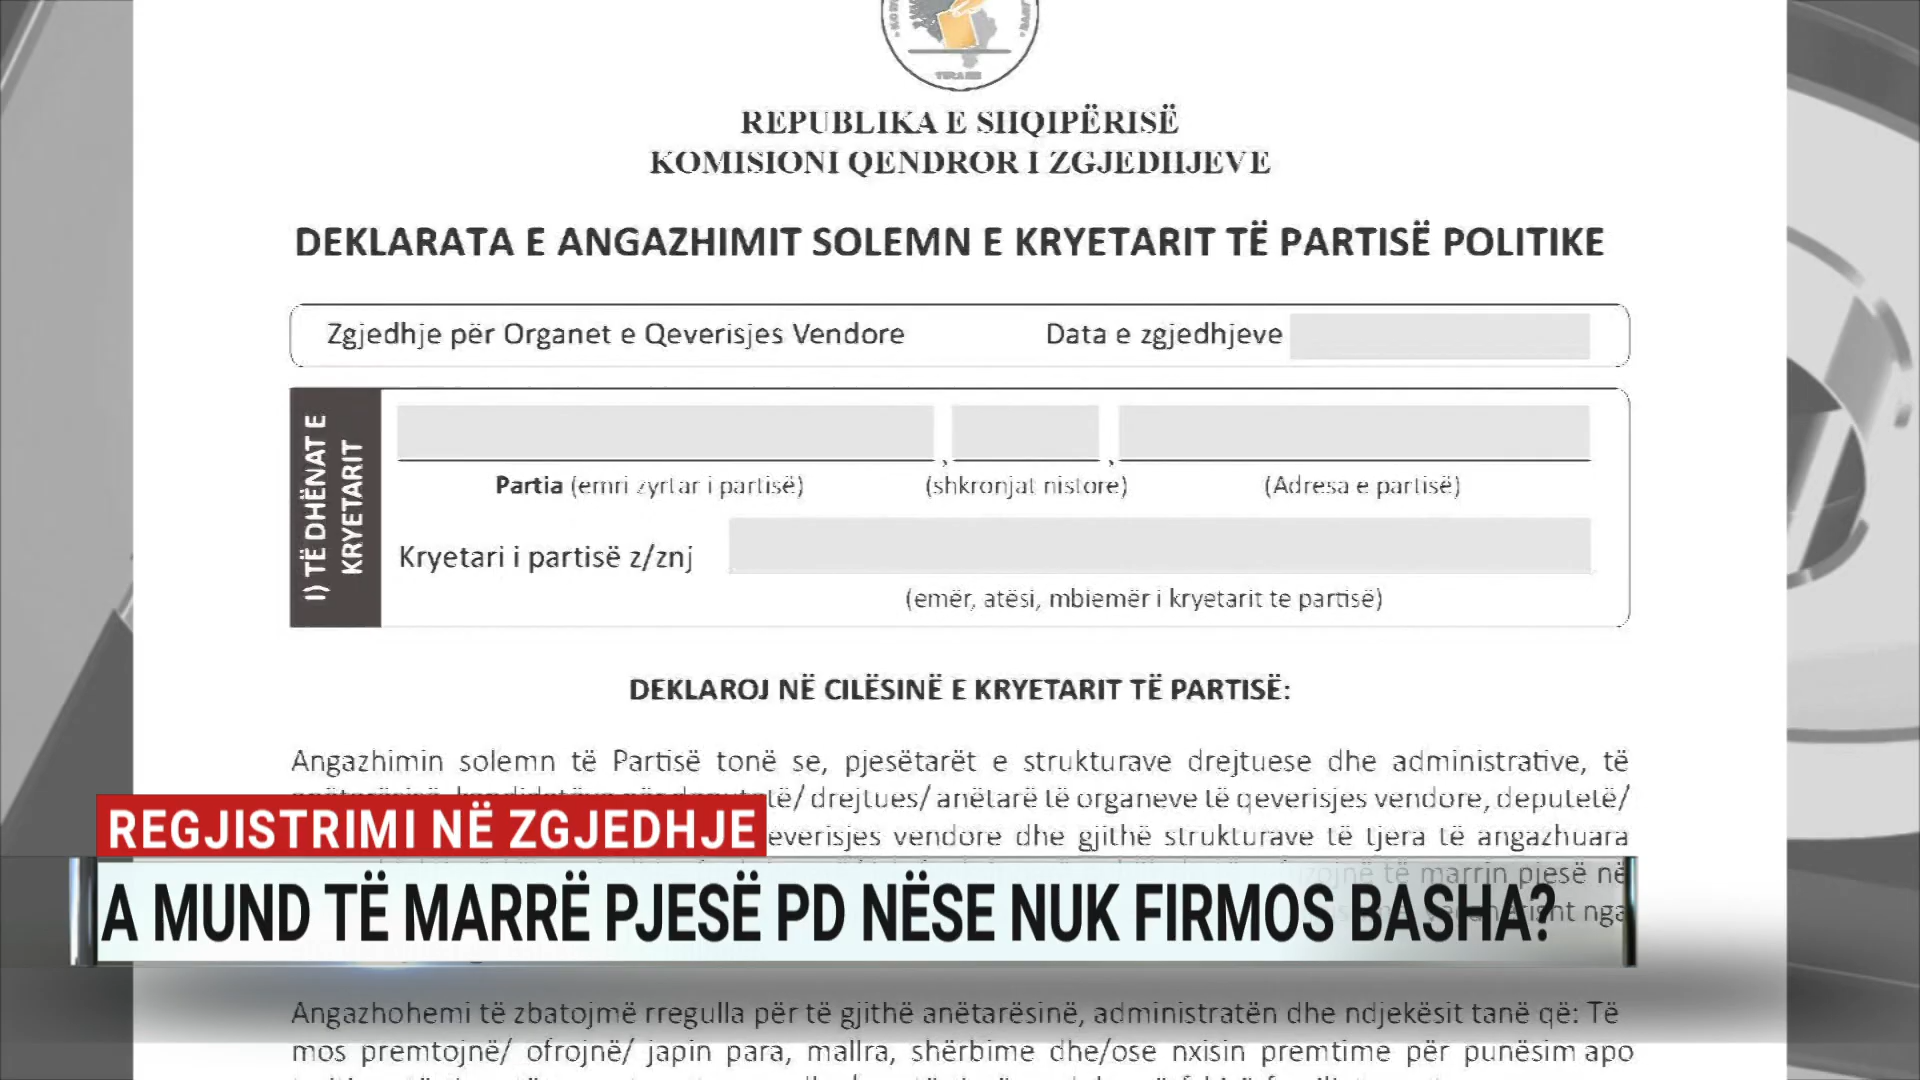 TIRANË
REPUBLIKA E SHQIPËRISË
KOMISIONI QENDROR I ZGJEDHJEVE
DEKLARATA E ANGAZHIMIT SOLEMN E KRYETARIT TË PARTISË POLITIKE
Zgjedhje për Organet e Qeverisjes Vendore Data e zgjedhjeve
I) TË DHËNAT E
KRYETARIT
, ,
Partia (emri zyrtar i partisë) (shkronjat nistore) (Adresa e partisë)
Kryetari i partisë z/znj
(emër, atësi, mbiemër i kryetarit te partisë)
DEKLAROJ NË CILËSINË E KRYETARIT TË PARTISË:
Angazhimin solemn të Partisë tonë se, pjesëtarët e strukturave drejtuese dhe administrative, të
të/ drejtues/ anëtarë të organeve të qeverisjes vendore, deputetë/
everisjes vendore dhe gjithë strukturave të tjera të angazhuara
të marrin pjesë në
nga
REGJISTRIMI NË ZGJEDHJE
A MUND TË MARRË PJESË PD NËSE NUK FIRMOS BASHA?
Angazhohemi të zbatojmë rregulla për të gjithë anëtarësinë, administratën dhe ndjekësit tanë që: Të
mos premtojnë/ ofrojnë/ japin para, mallra, shërbime dhe/ose nxisin premtime për punësim apo